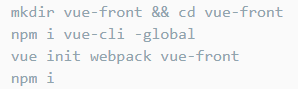 mkdir vue-front && cd vue-front
npm i vue-cli -global
vue init webpack vue-front
npm i